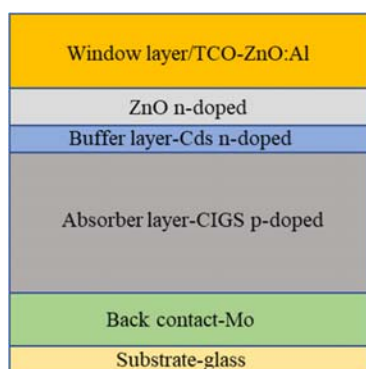 Window layer/TCO-ZnO:Al
ZnO n-doped
Buffer layer-Cds n-doped
Absorber layer-CIGS p-doped
Back contact-Mo
Substrate-glass